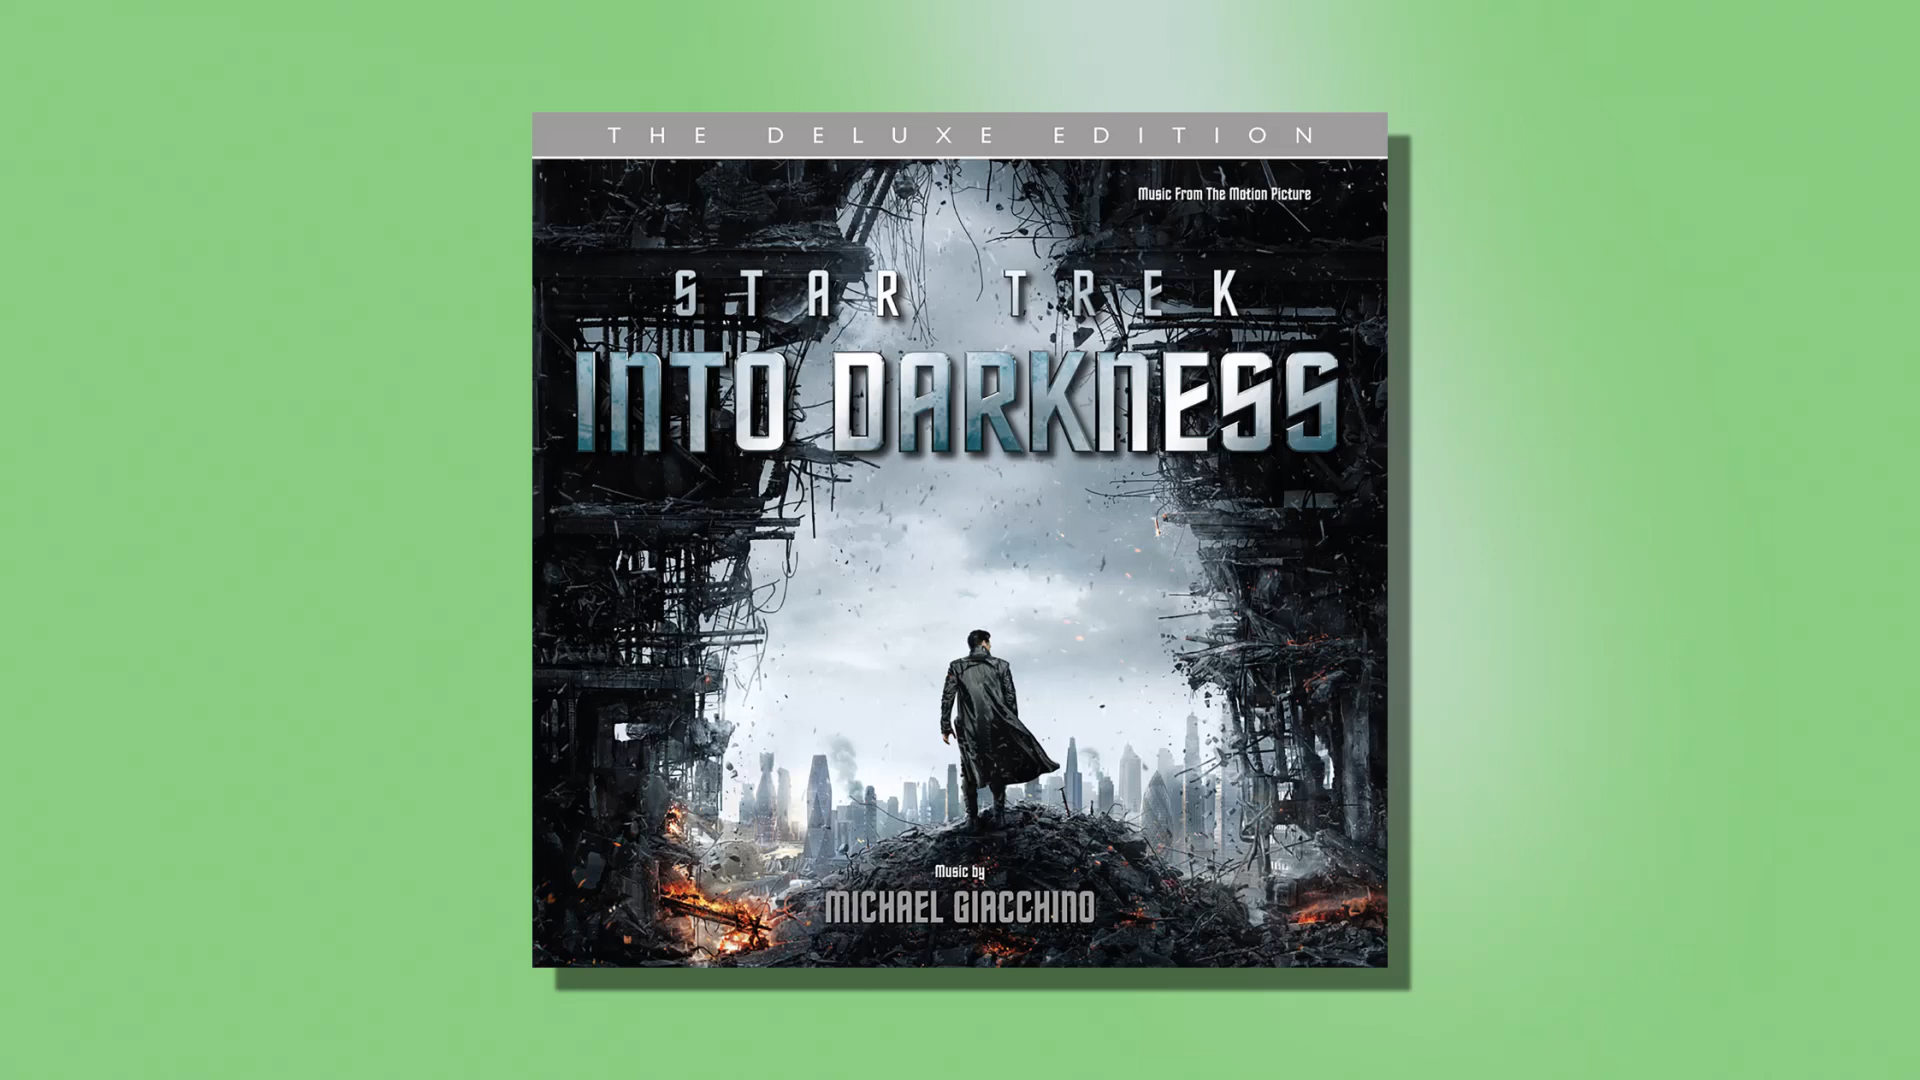 THE DELUXE EDITION
Music From The Motion Picture
STAR TREK
INTO DARKNESS
Music by
MICHAEL GIACCHINO